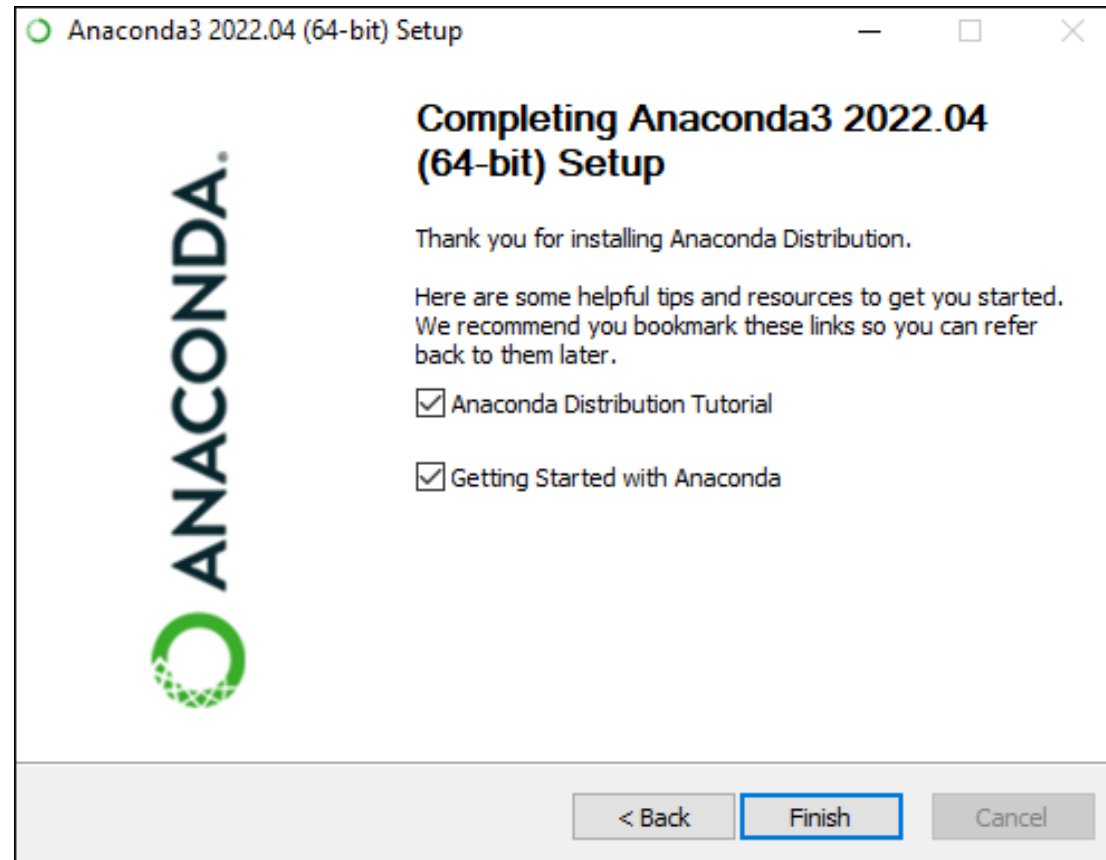 Anaconda3 2022.04 (64-bit) Setup
ANACONDA.
Completing Anaconda3 2022.04
(64-bit) Setup
Thank you for installing Anaconda Distribution.
Here are some helpful tips and resources to get you started.
We recommend you bookmark these links so you can refer
back to them later.
Anaconda Distribution Tutorial
Getting Started with Anaconda
< Back
Finish
Cancel